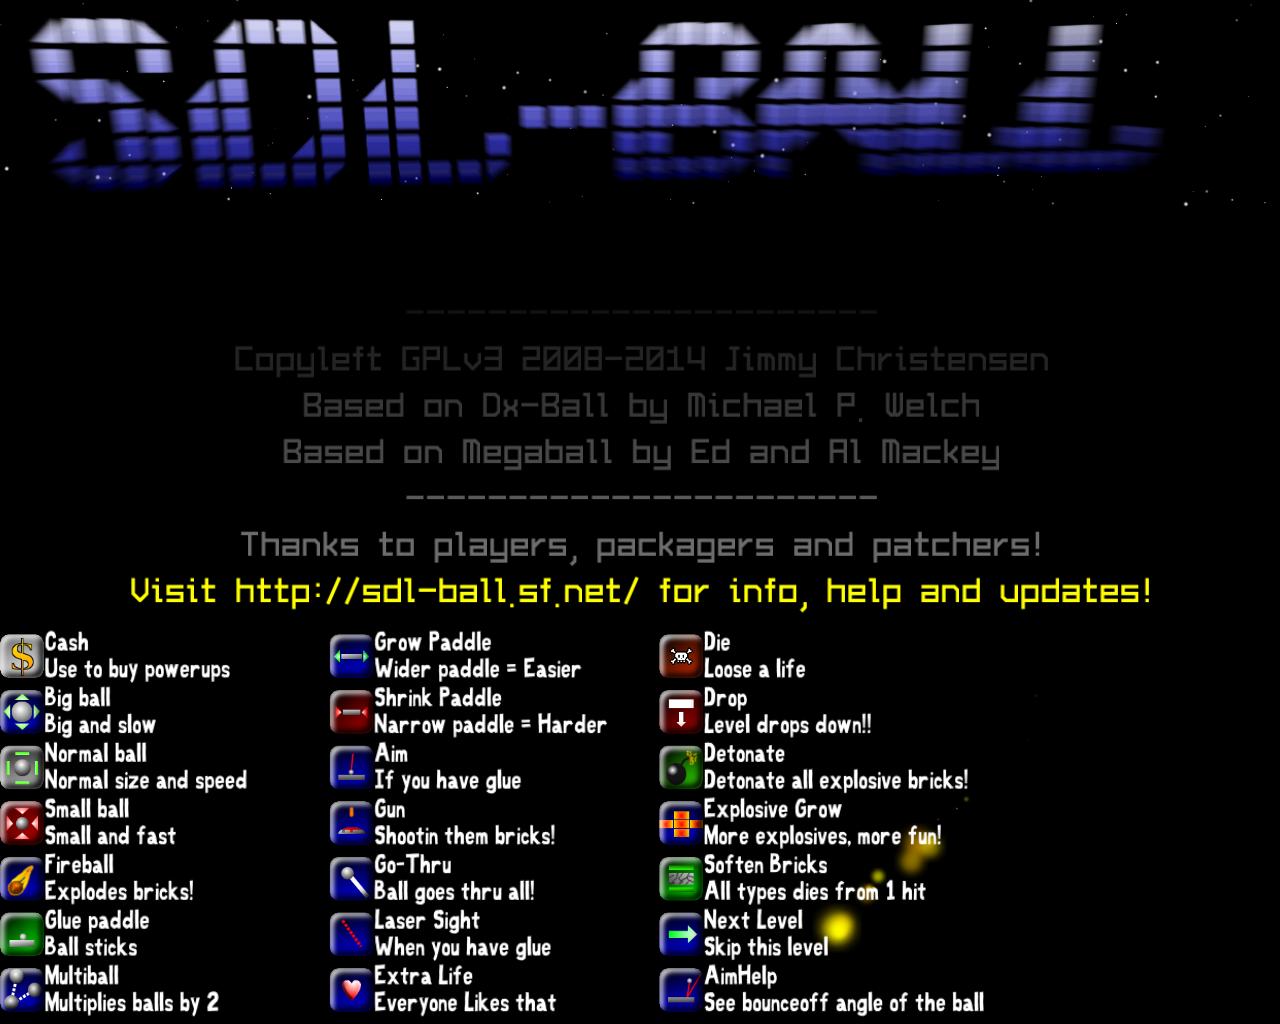 SDL-BALL
Copyleft GPLv3 2008-2014 Jimmy Christensen
Based on Dx-Ball by Michael P. Welch
Based on Megaball by Ed and Al Mackey
Thanks to players, packagers and patchers!
Visit http://sdl-ball.sf.net/ for info, help and updates!
Cash
Use to buy powerups
Big ball
Big and slow
Normal ball
Normal size and speed
Small ball
Small and fast
Fireball
Explodes bricks!
Glue paddle
Ball sticks
Multiball
Multiplies balls by 2
Grow Paddle
Wider paddle = Easier
Shrink Paddle
Narrow paddle = Harder
Aim
If you have glue
Gun
Shootin them bricks!
Go-Thru
Ball goes thru all!
Laser Sight
When you have glue
Extra Life
Everyone Likes that
Die
Loose a life
Drop
Level drops down!!
Detonate
Detonate all explosive bricks!
Explosive Grow
More explosives, more fun!
Soften Bricks
All types dies from 1 hit
Next Level
Skip this level
AimHelp
See bounceoff angle of the ball